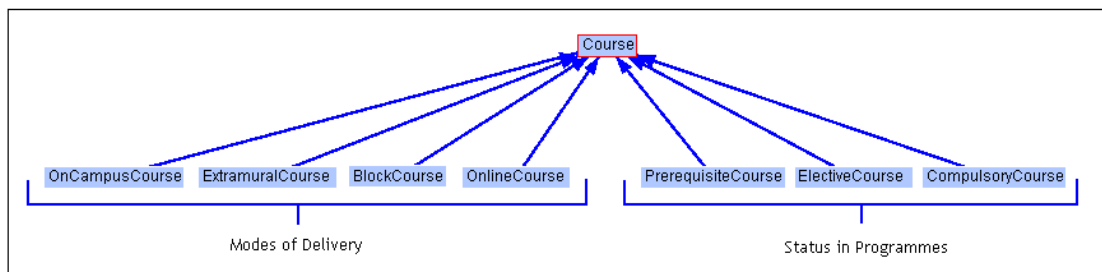 Course
OnCampusCourse ExtramuralCourse BlockCourse OnlineCourse PrerequisiteCourse ElectiveCourse CompulsoryCourse
Modes of Delivery Status in Programmes